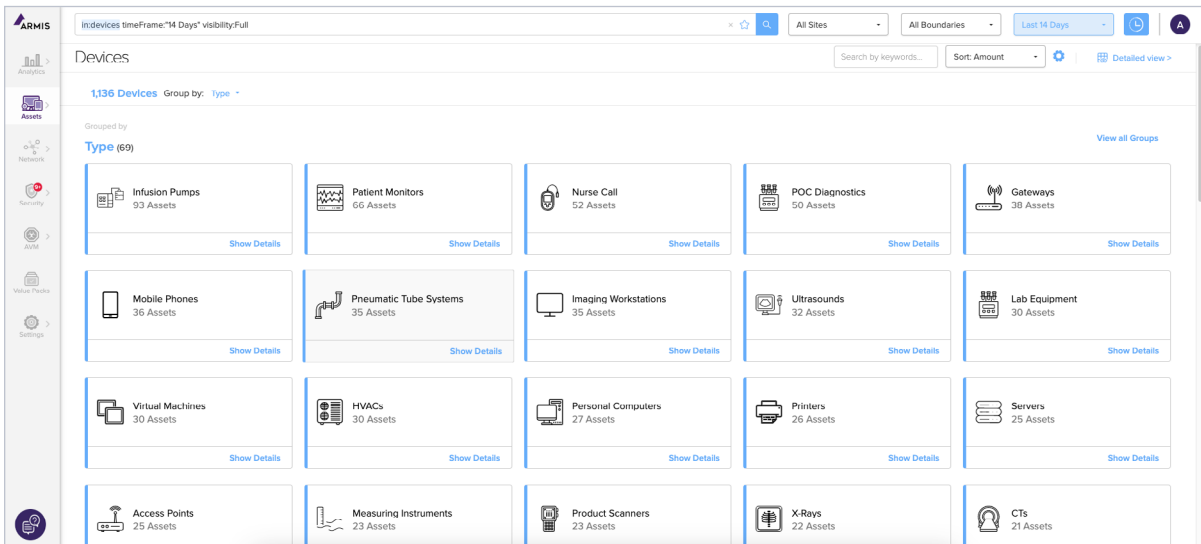 ARMIS
in:devices timeFrame:"14 Days" visibility:Full
All Sites
All Boundaries
Last 14 Days
A
Analytics
Assets
Network
9+
Security
AVM
Value Packs
Settings
Devices
Search by keywords...
Sort: Amount
Detailed view >
1,136 Devices Group by: Type
Grouped by
Type (69)
View all Groups
Infusion Pumps
93 Assets
Show Details
Patient Monitors
66 Assets
Show Details
Nurse Call
52 Assets
Show Details
POC Diagnostics
50 Assets
Show Details
Gateways
38 Assets
Show Details
Mobile Phones
36 Assets
Show Details
Pneumatic Tube Systems
35 Assets
Show Details
Imaging Workstations
35 Assets
Show Details
Ultrasounds
32 Assets
Show Details
Lab Equipment
30 Assets
Show Details
Virtual Machines
30 Assets
Show Details
HVACs
30 Assets
Show Details
Personal Computers
27 Assets
Show Details
Printers
26 Assets
Show Details
Servers
25 Assets
Show Details
Access Points
25 Assets
Measuring Instruments
23 Assets
Product Scanners
23 Assets
X-Rays
22 Assets
CTs
21 Assets